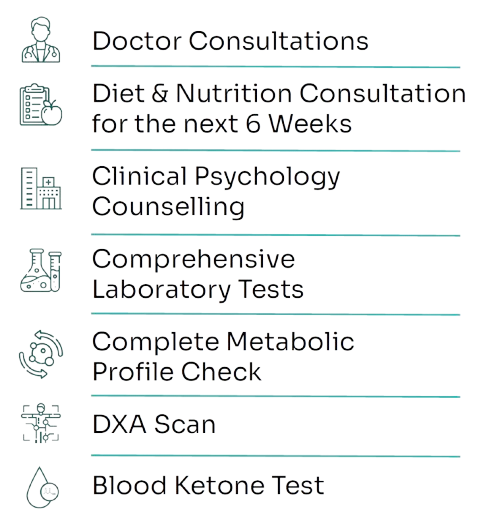 Doctor Consultations
Diet & Nutrition Consultation
for the next 6 Weeks
Clinical Psychology
Counselling
Comprehensive
Laboratory Tests
Complete Metabolic
Profile Check
DXA Scan
Blood Ketone Test